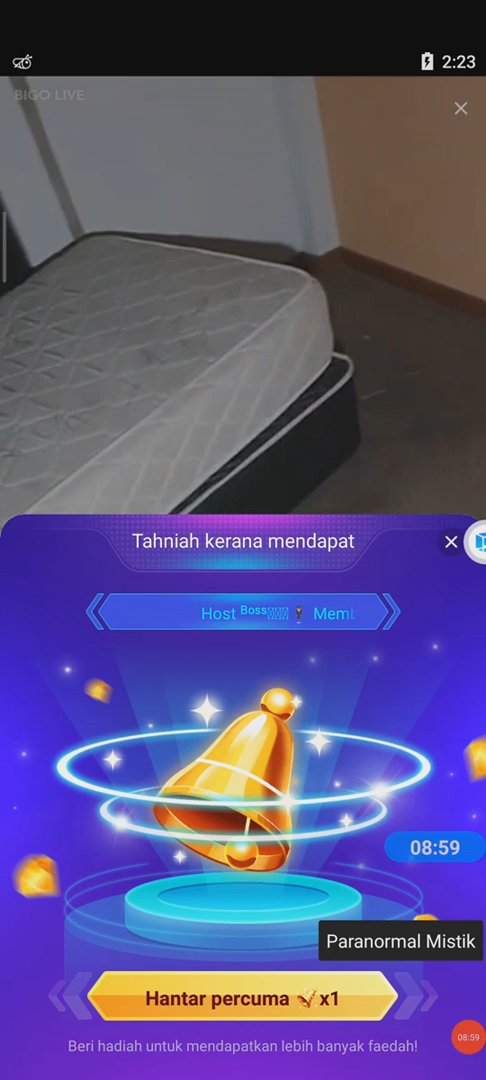 2:23
BIGO LIVE
Tahniah kerana mendapat
Host Boss Memb
08:59
Paranormal Mistik
Hantar percuma x1
08:59
Beri hadiah untuk mendapatkan lebih banyak faedah!